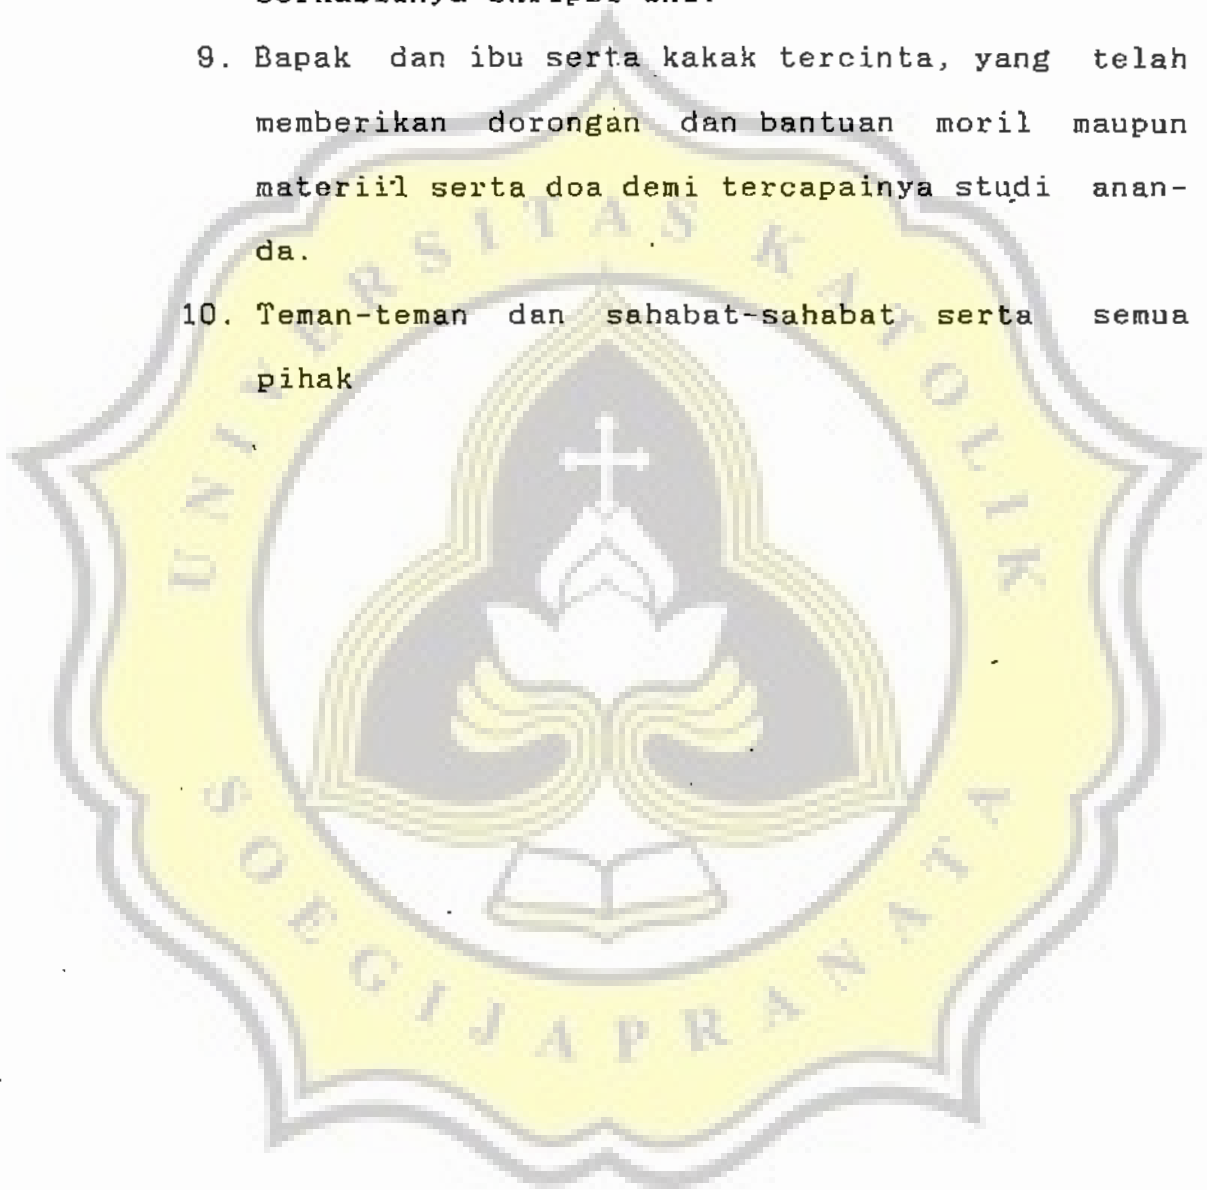 9. Bapak dan ibu serta kakak tercinta, yang telah
memberikan dorongan dan bantuan moril maupun
materiil serta doa demi tercapainya studi anan-
da.
10. Teman-teman dan sahabat-sahabat serta semua
pihak
UNIVERSITAS KATOLIK
SOEGIJAPRANATA